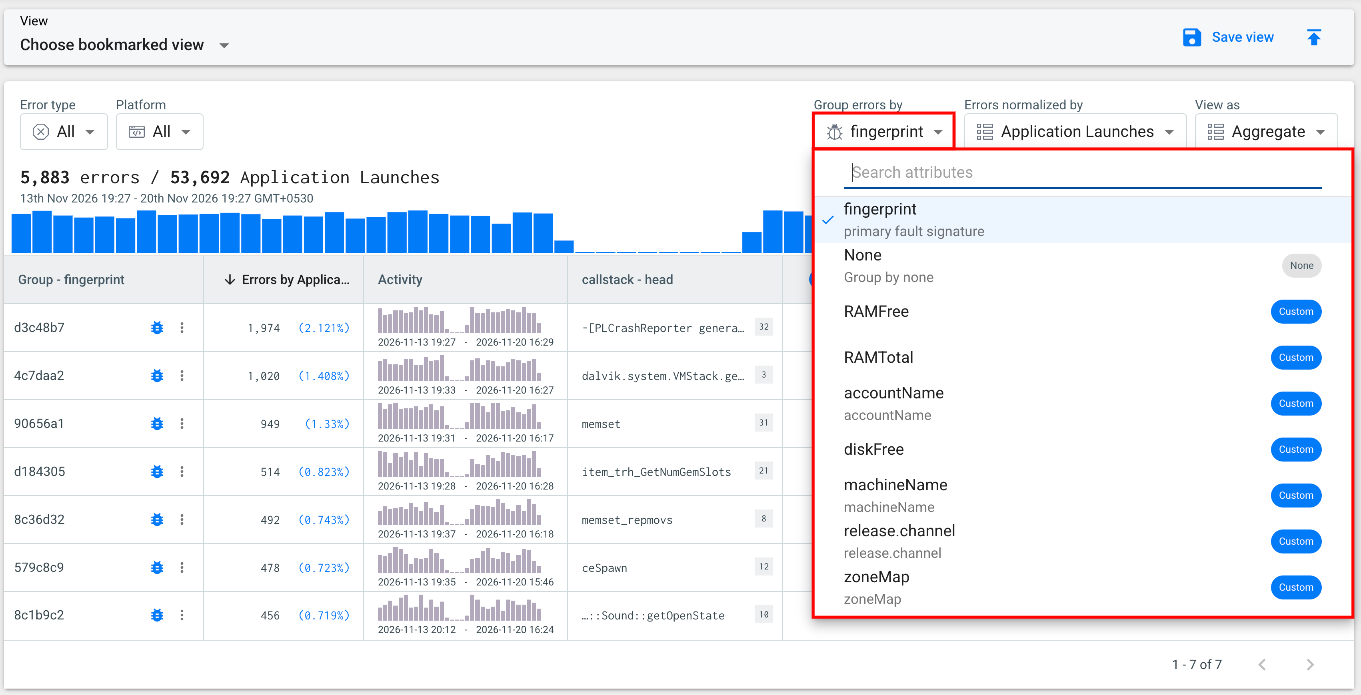 View
Choose bookmarked view
Save view
Error type
Platform
Group errors by
Errors normalized by
View as
All
All
fingerprint
Application Launches
Aggregate
5,883 errors / 53,692 Application Launches
13th Nov 2026 19:27 - 20th Nov 2026 19:27 GMT+0530
Search attributes
fingerprint
primary fault signature
None
Group by none
None
RAMFree
Custom
RAMTotal
Custom
accountName
accountName
Custom
diskFree
Custom
machineName
machineName
Custom
release.channel
release.channel
Custom
zoneMap
zoneMap
Custom
Group - fingerprint
Errors by Applica...
Activity
callstack - head
d3c48b7
1,974 (2.121%)
2026-11-13 19:27 - 2026-11-20 16:29
-[PLCrashReporter genera…
32
4c7daa2
1,020 (1.408%)
2026-11-13 19:33 - 2026-11-20 16:27
dalvik.system.VMStack.ge…
3
90656a1
949 (1.33%)
2026-11-13 19:31 - 2026-11-20 16:17
memset
31
d184305
514 (0.823%)
2026-11-13 19:28 - 2026-11-20 16:28
item_trh_GetNumGemSlots
21
8c36d32
492 (0.743%)
2026-11-13 19:37 - 2026-11-20 16:18
memset_repmovs
8
579c8c9
478 (0.723%)
2026-11-13 19:35 - 2026-11-20 15:46
ceSpawn
12
8c1b9c2
456 (0.719%)
2026-11-13 20:12 - 2026-11-20 16:24
…::Sound::getOpenState
10
1 - 7 of 7